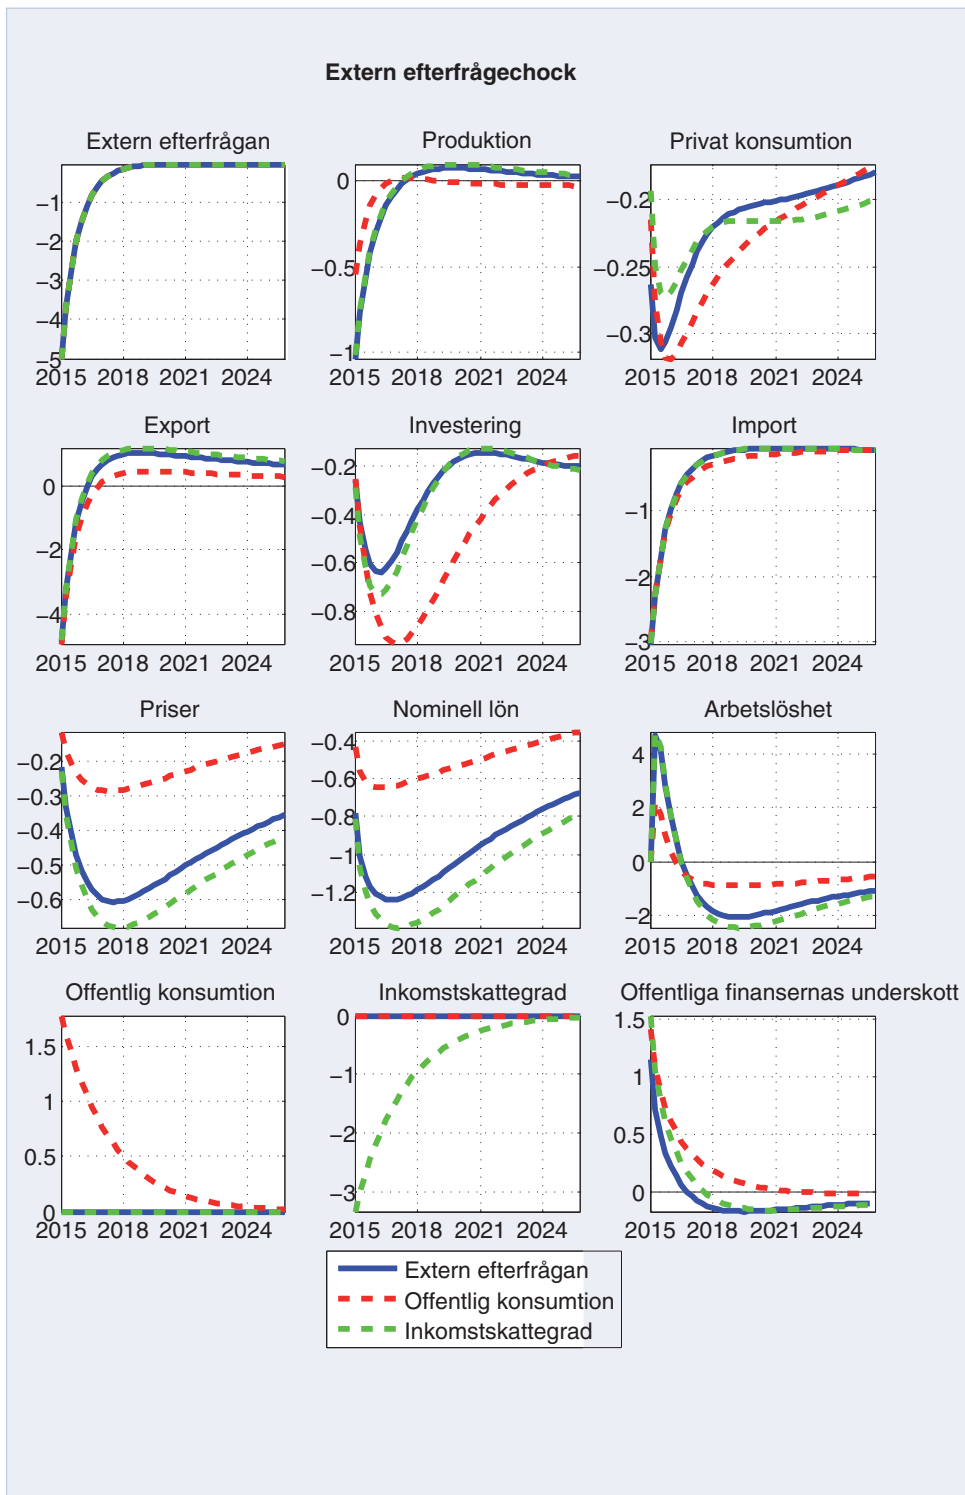 Extern efterfrågechock
Extern efterfrågan
Produktion
Privat konsumtion
−1
−2
−3
−4
−5
2015 2018 2021 2024
0
−0.5
−1
2015 2018 2021 2024
−0.2
−0.25
−0.3
2015 2018 2021 2024
Export
Investering
Import
0
−2
−4
2015 2018 2021 2024
−0.2
−0.4
−0.6
−0.8
2015 2018 2021 2024
−1
−2
−3
2015 2018 2021 2024
Priser
Nominell lön
Arbetslöshet
−0.2
−0.3
−0.4
−0.5
−0.6
2015 2018 2021 2024
−0.4
−0.6
−0.8
−1
−1.2
2015 2018 2021 2024
4
2
0
−2
2015 2018 2021 2024
Offentlig konsumtion
Inkomstskattegrad
Offentliga finansernas underskott
1.5
1
0.5
0
2015 2018 2021 2024
0
−1
−2
−3
2015 2018 2021 2024
1.5
1
0.5
0
2015 2018 2021 2024
Extern efterfrågan
Offentlig konsumtion
Inkomstskattegrad